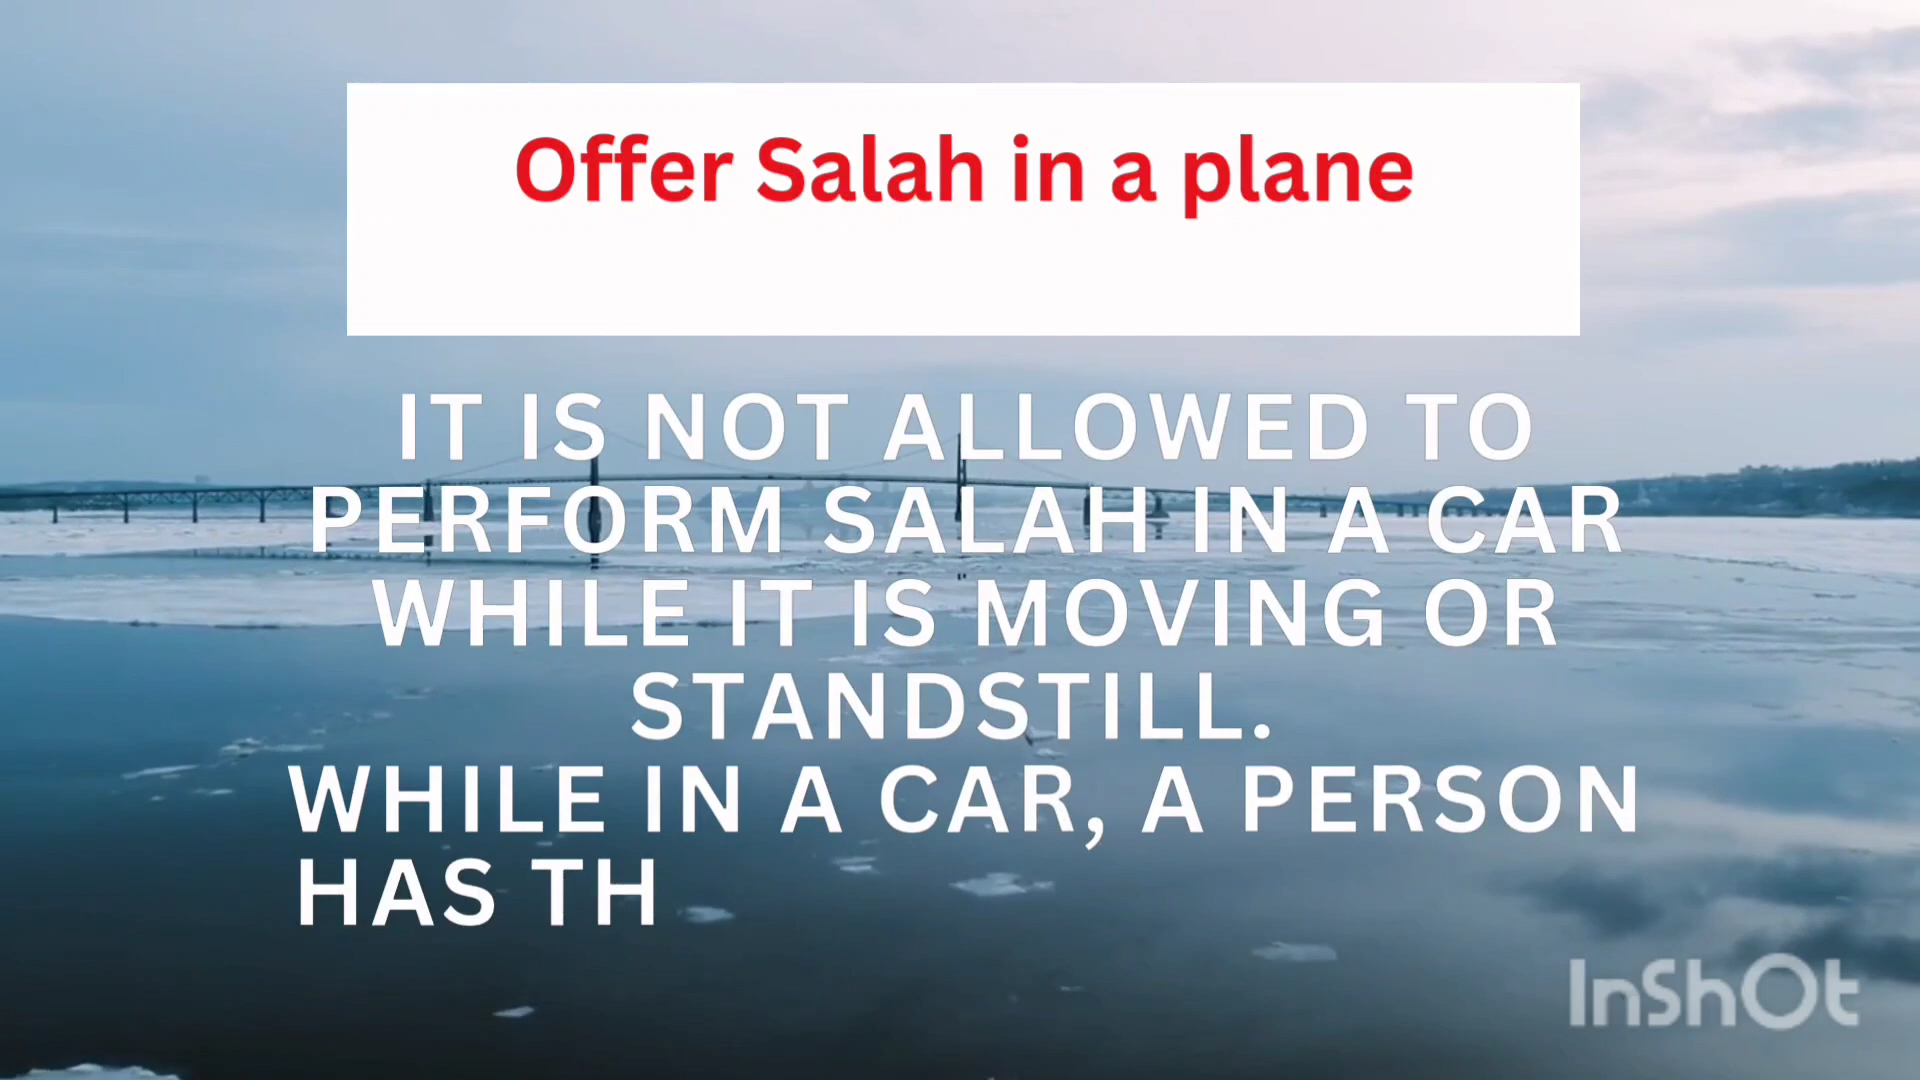 Offer Salah in a plane
IT IS NOT ALLOWED TO
PERFORM SALAH IN A CAR
WHILE IT IS MOVING OR
STANDSTILL.
WHILE IN A CAR, A PERSON
HAS TH
InShOt